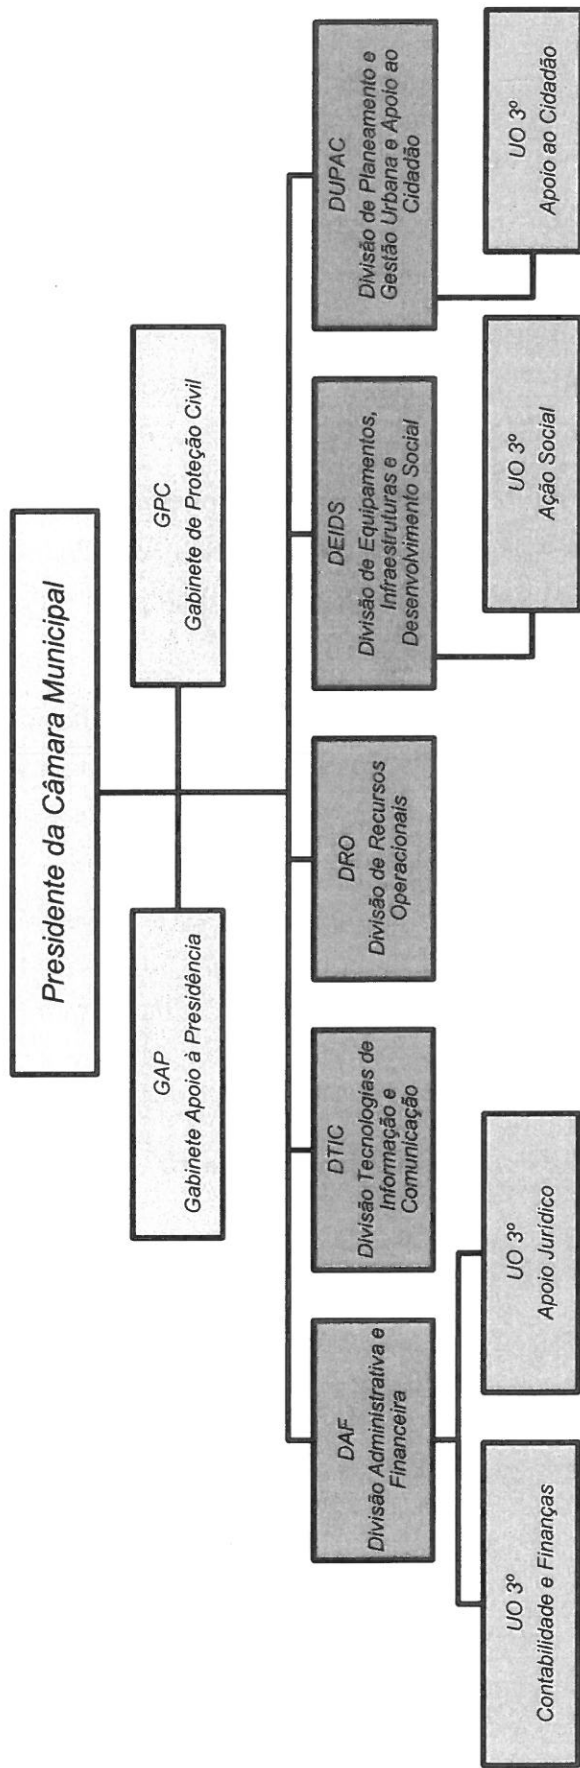 Presidente da Câmara Municipal
GAP
Gabinete Apoio à Presidência
GPC
Gabinete de Proteção Civil
DAF
Divisão Administrativa e
Financeira
DTIC
Divisão Tecnologias de
Informação e
Comunicação
DRO
Divisão de Recursos
Operacionais
DEIDS
Divisão de Equipamentos,
Infraestruturas e
Desenvolvimento Social
DUPAC
Divisão de Planeamento e
Gestão Urbana e Apoio ao
Cidadão
UO 3º
Contabilidade e Finanças
UO 3º
Apoio Jurídico
UO 3º
Ação Social
UO 3º
Apoio ao Cidadão